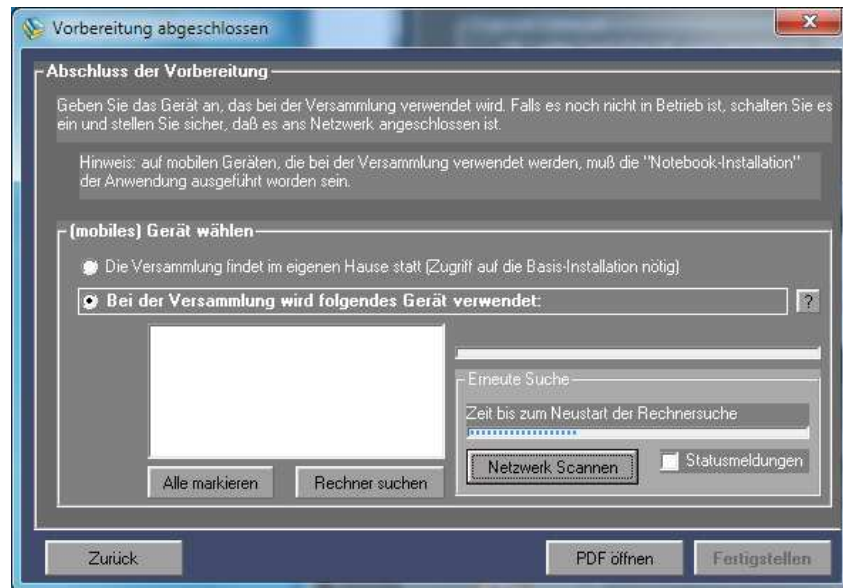 Vorbereitung abgeschlossen
Abschluss der Vorbereitung
Geben Sie das Gerät an, das bei der Versammlung verwendet wird. Falls es noch nicht in Betrieb ist, schalten Sie es
ein und stellen Sie sicher, daß es ans Netzwerk angeschlossen ist.
Hinweis: auf mobilen Geräten, die bei der Versammlung verwendet werden, muß die "Notebook-Installation"
der Anwendung ausgeführt worden sein.
(mobiles) Gerät wählen
Die Versammlung findet im eigenen Hause statt (Zugriff auf die Basis-Installation nötig)
Bei der Versammlung wird folgendes Gerät verwendet:
?
Erneute Suche
Zeit bis zum Neustart der Rechnersuche
Netzwerk Scannen
Statusmeldungen
Alle markieren
Rechner suchen
Zurück
PDF öffnen
Fertigstellen